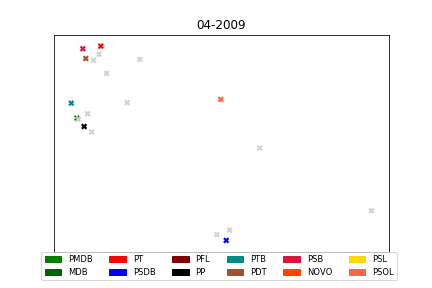 04-2009
PMDB PT PFL PTB PSB PSL
MDB PSDB PP PDT NOVO PSOL